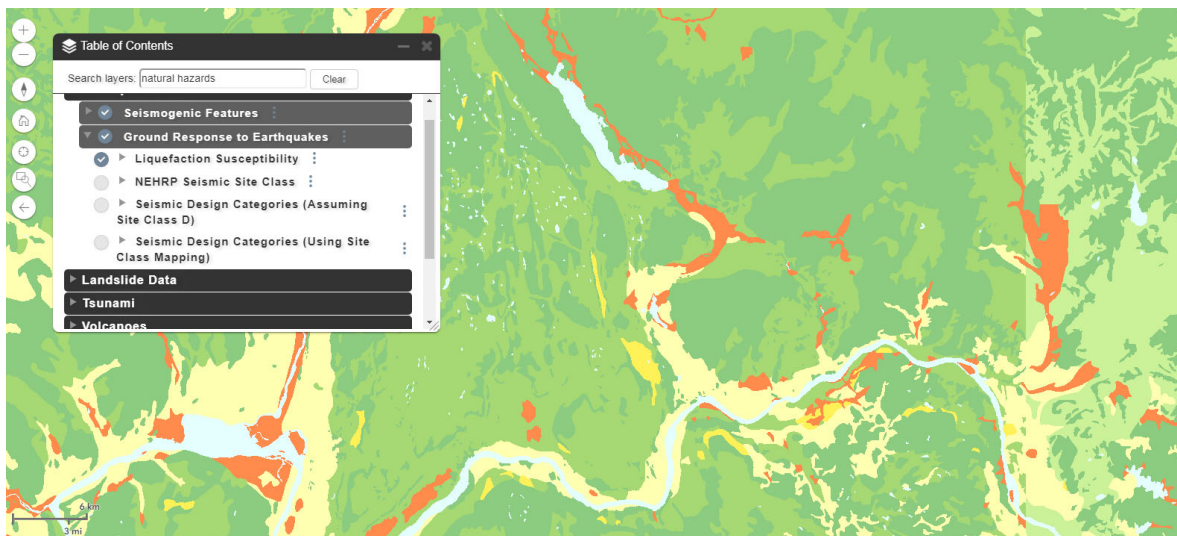 Table of Contents
Search layers: natural hazards Clear
Seismogenic Features
Ground Response to Earthquakes
Liquefaction Susceptibility
NEHRP Seismic Site Class
Seismic Design Categories (Assuming
Site Class D)
Seismic Design Categories (Using Site
Class Mapping)
Landslide Data
Tsunami
Volcanoes
6 km
3 mi